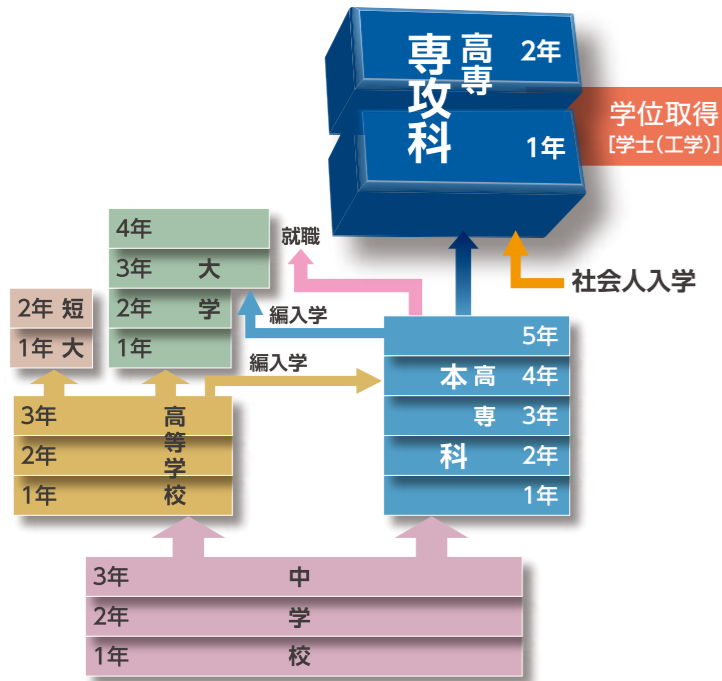 高専
専攻科
2年
1年
学位取得
[学士(工学)]
社会人入学
就職
4年
3年 大
2年 学
1年
2年 短
1年 大
編入学
編入学
5年
本 高 4年
専 3年
科 2年
1年
3年 高
等
2年 学
1年 校
3年 中
2年 学
1年 校